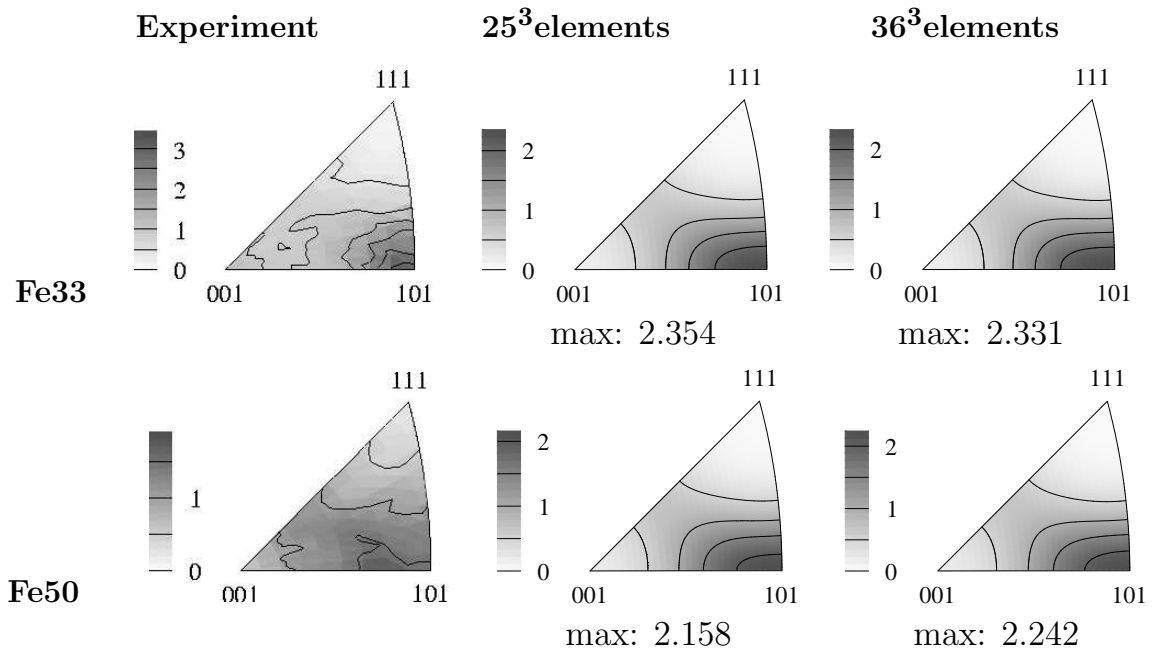 Experiment 25³elements 36³elements
111 111 111
3 2 1 0
2 1 0
2 1 0
Fe33
001 101 001 101 001 101
max: 2.354 max: 2.331
111 111 111
1 0
2 1 0
2 1 0
Fe50
001 101 001 101 001 101
max: 2.158 max: 2.242